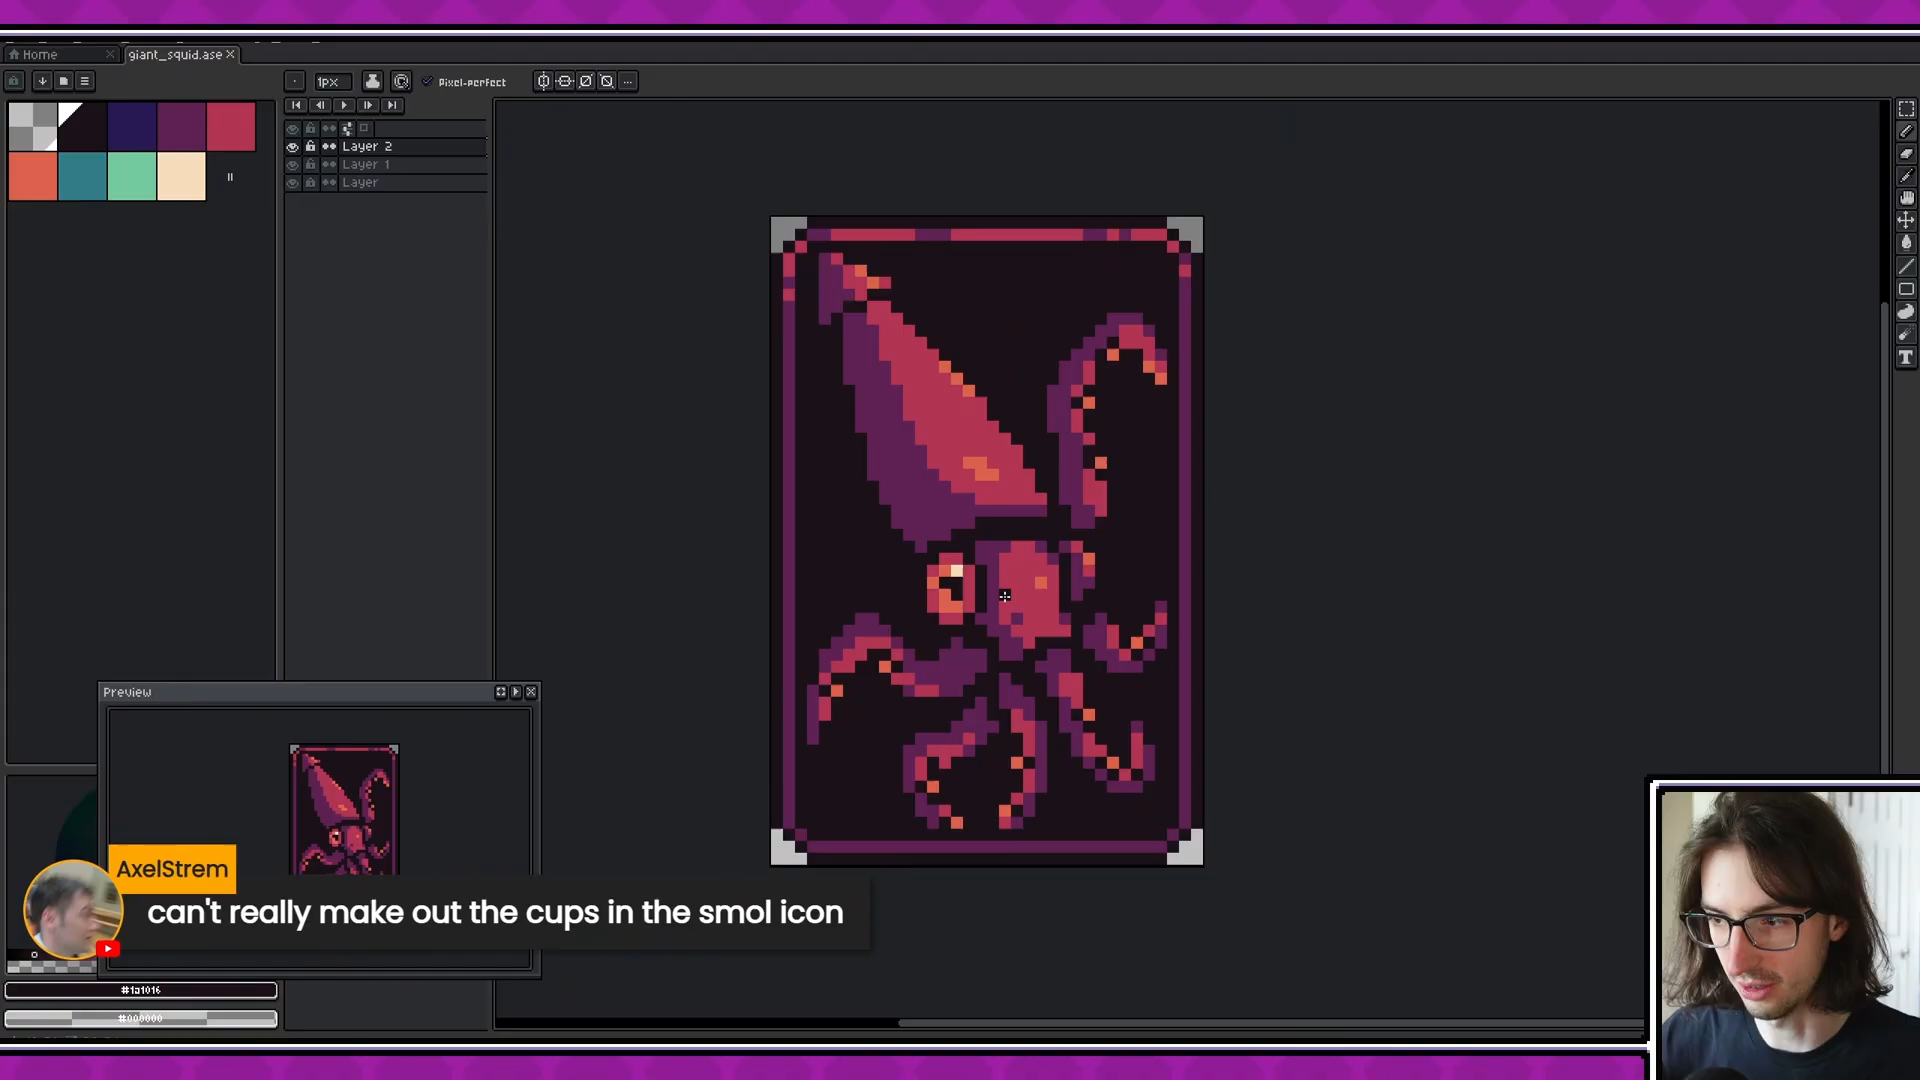 Home
giant_squid.ase
1px
Pixel-perfect
Layer 2
Layer 1
Layer
Preview
AxelStrem
can't really make out the cups in the smol icon
#1a1016
#000000